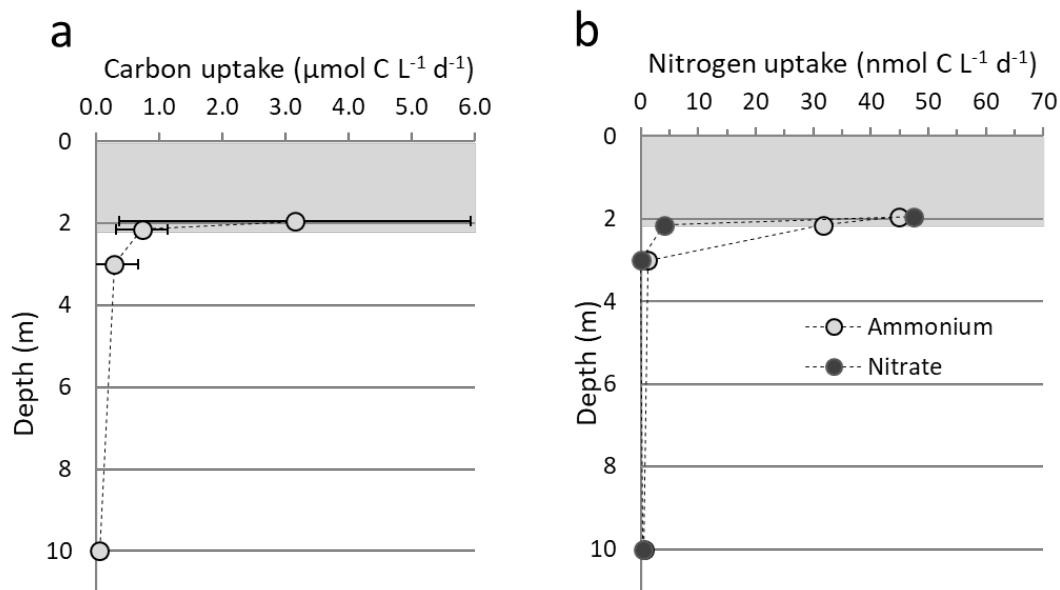 a
Carbon uptake (μmol C L⁻¹ d⁻¹)
0.0 1.0 2.0 3.0 4.0 5.0 6.0
0
2
4
6
8
10
Depth (m)
b
Nitrogen uptake (nmol C L⁻¹ d⁻¹)
0 10 20 30 40 50 60 70
0
2
4
6
8
10
Depth (m)
Ammonium
Nitrate